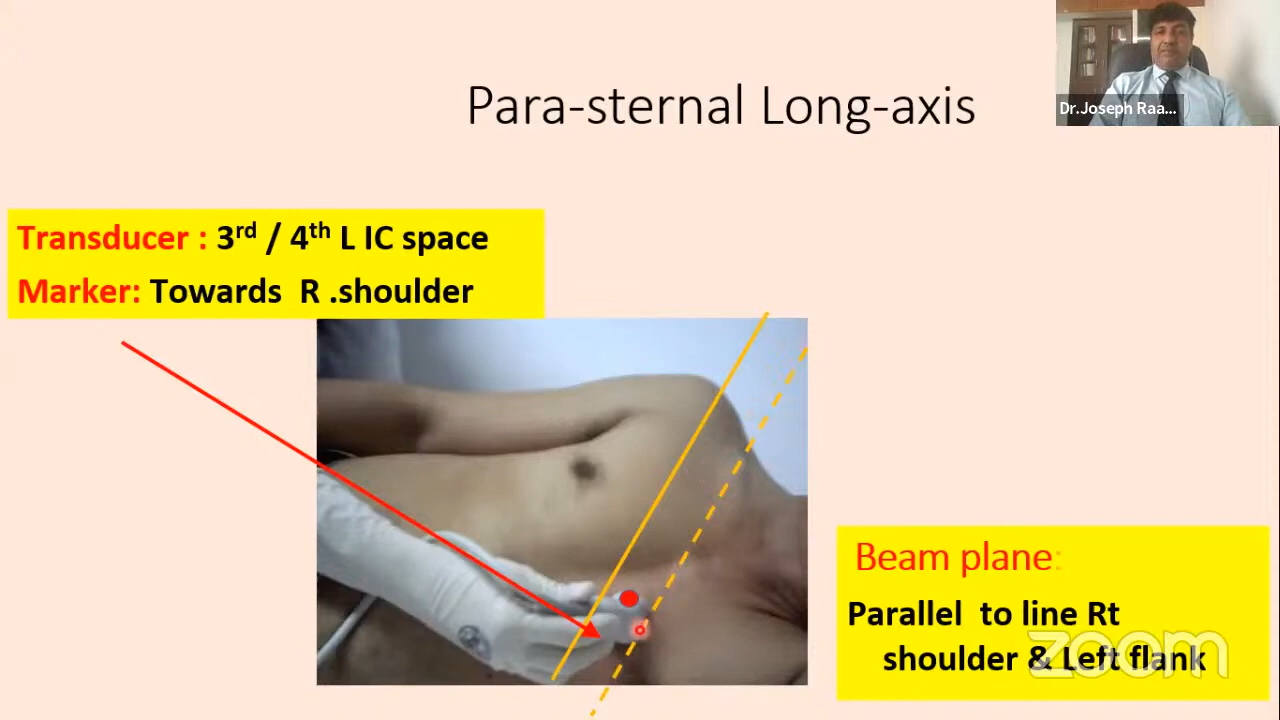 Dr.Joseph Raa...
Para-sternal Long-axis
Transducer : 3rd / 4th L IC space
Marker: Towards R .shoulder
Beam plane:
Parallel to line Rt
shoulder & Left flank
zoom